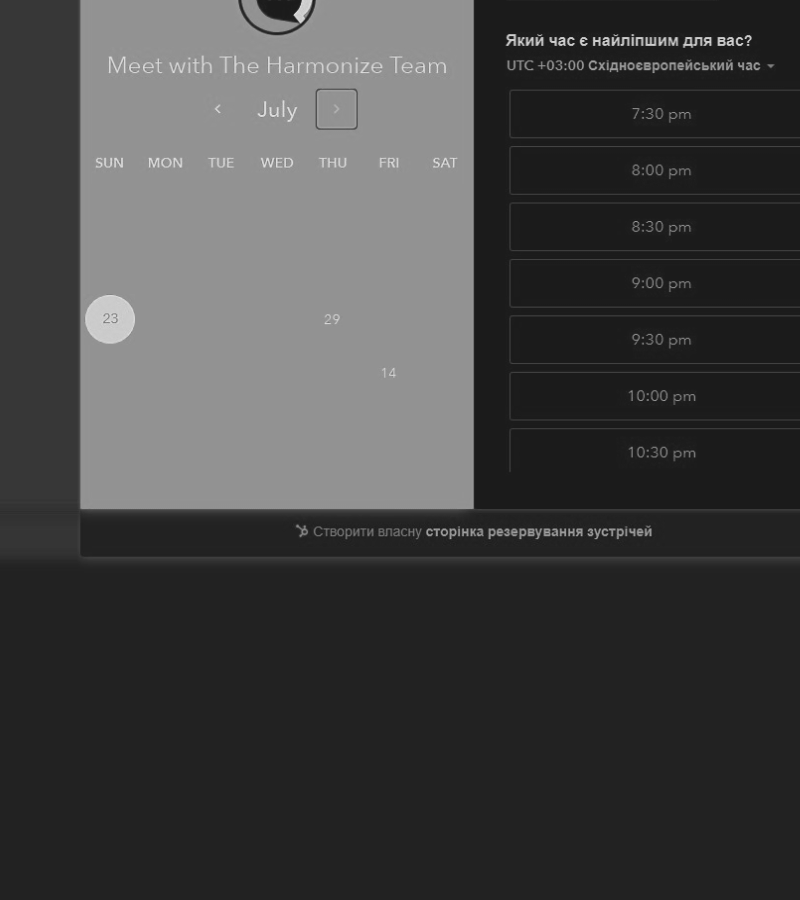 Meet with The Harmonize Team
July
SUN MON TUE WED THU FRI SAT
23 29
14
Який час є найліпшим для вас?
UTC +03:00 Східноєвропейський час
7:30 pm
8:00 pm
8:30 pm
9:00 pm
9:30 pm
10:00 pm
10:30 pm
Створити власну сторінка резервування зустрічей